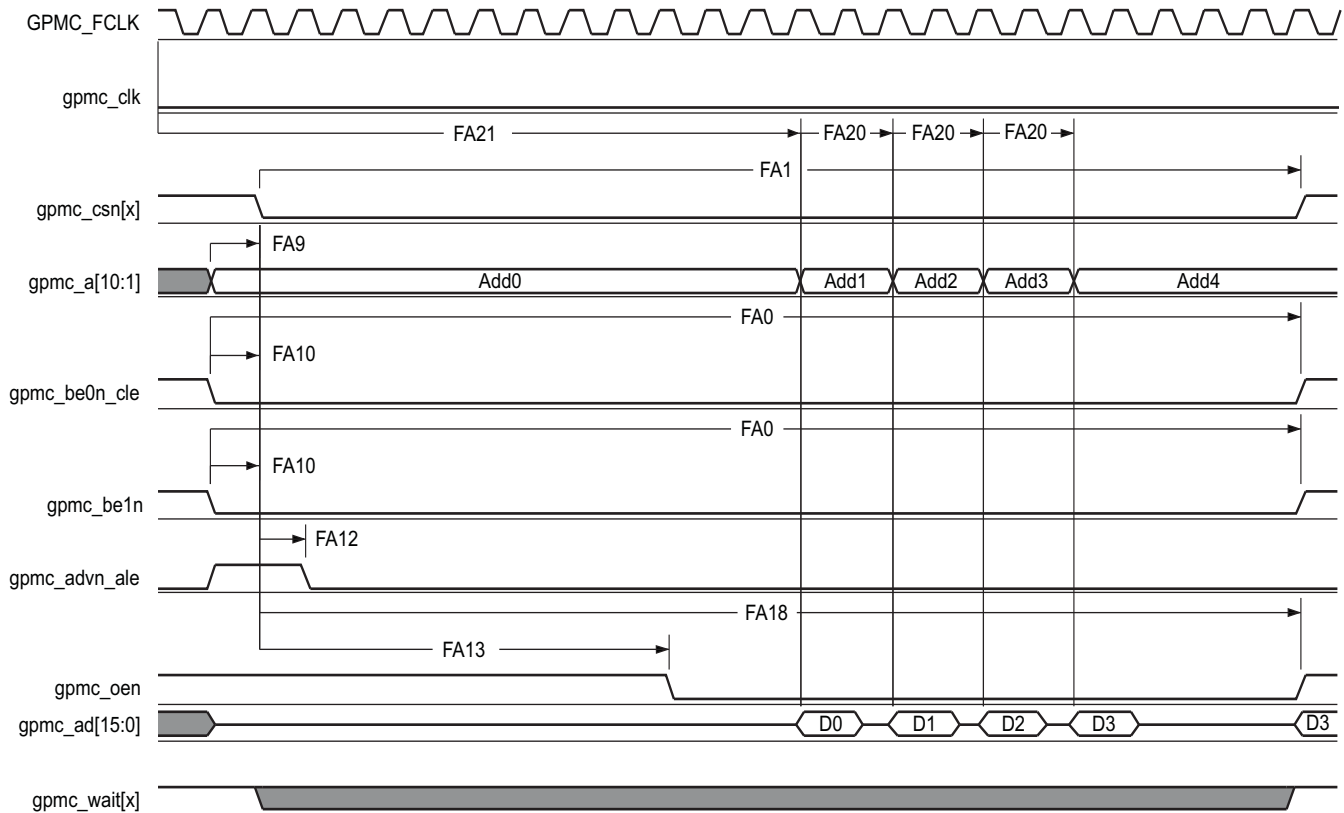 GPMC_FCLK
gpmc_clk
FA21 FA20 FA20 FA20
FA1
gpmc_csn[x]
FA9
gpmc_a[10:1] Add0 Add1 Add2 Add3 Add4
FA0
FA10
gpmc_be0n_cle
FA0
FA10
gpmc_be1n
FA12
gpmc_advn_ale
FA18
FA13
gpmc_oen
gpmc_ad[15:0] D0 D1 D2 D3 D3
gpmc_wait[x]